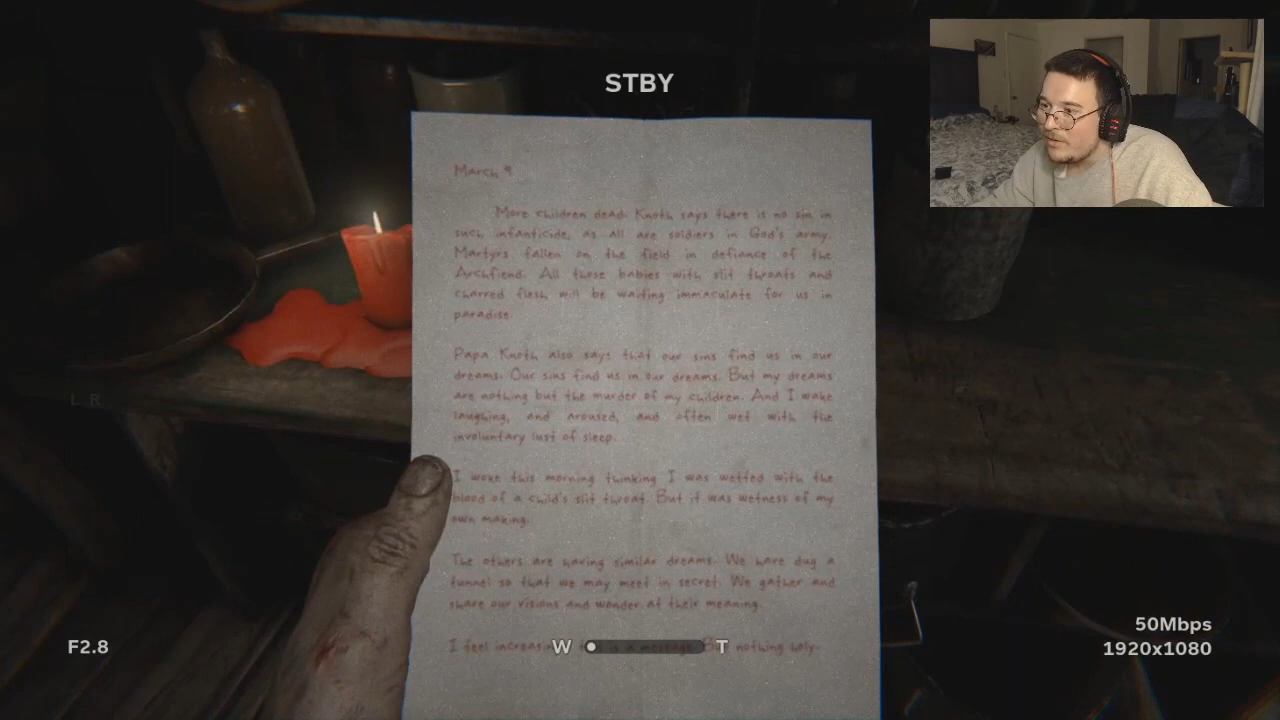 STBY
March 9
More children dead. Knoth says there is no sin in
such infanticide, as all are soldiers in God's army.
Martyrs fallen on the field in defiance of the
Archfiend. All those babies with slit throats and
charred flesh will be waiting immaculate for us in
paradise.
Papa Knoth also says that our sins find us in our
dreams. Our sins find us in our dreams. But my dreams
are nothing but the murder of my children. And I wake
laughing, and aroused, and often wet with the
involuntary lust of sleep.
I woke this morning thinking I was wetted with the
blood of a child's slit throat. But it was wetness of my
own making.
The others are having similar dreams. We have dug a
tunnel so that we may meet in secret. We gather and
share our visions and wonder at their meaning.
I feel is a message. But nothing holy.
L R
F2.8
W T
50Mbps
1920x1080